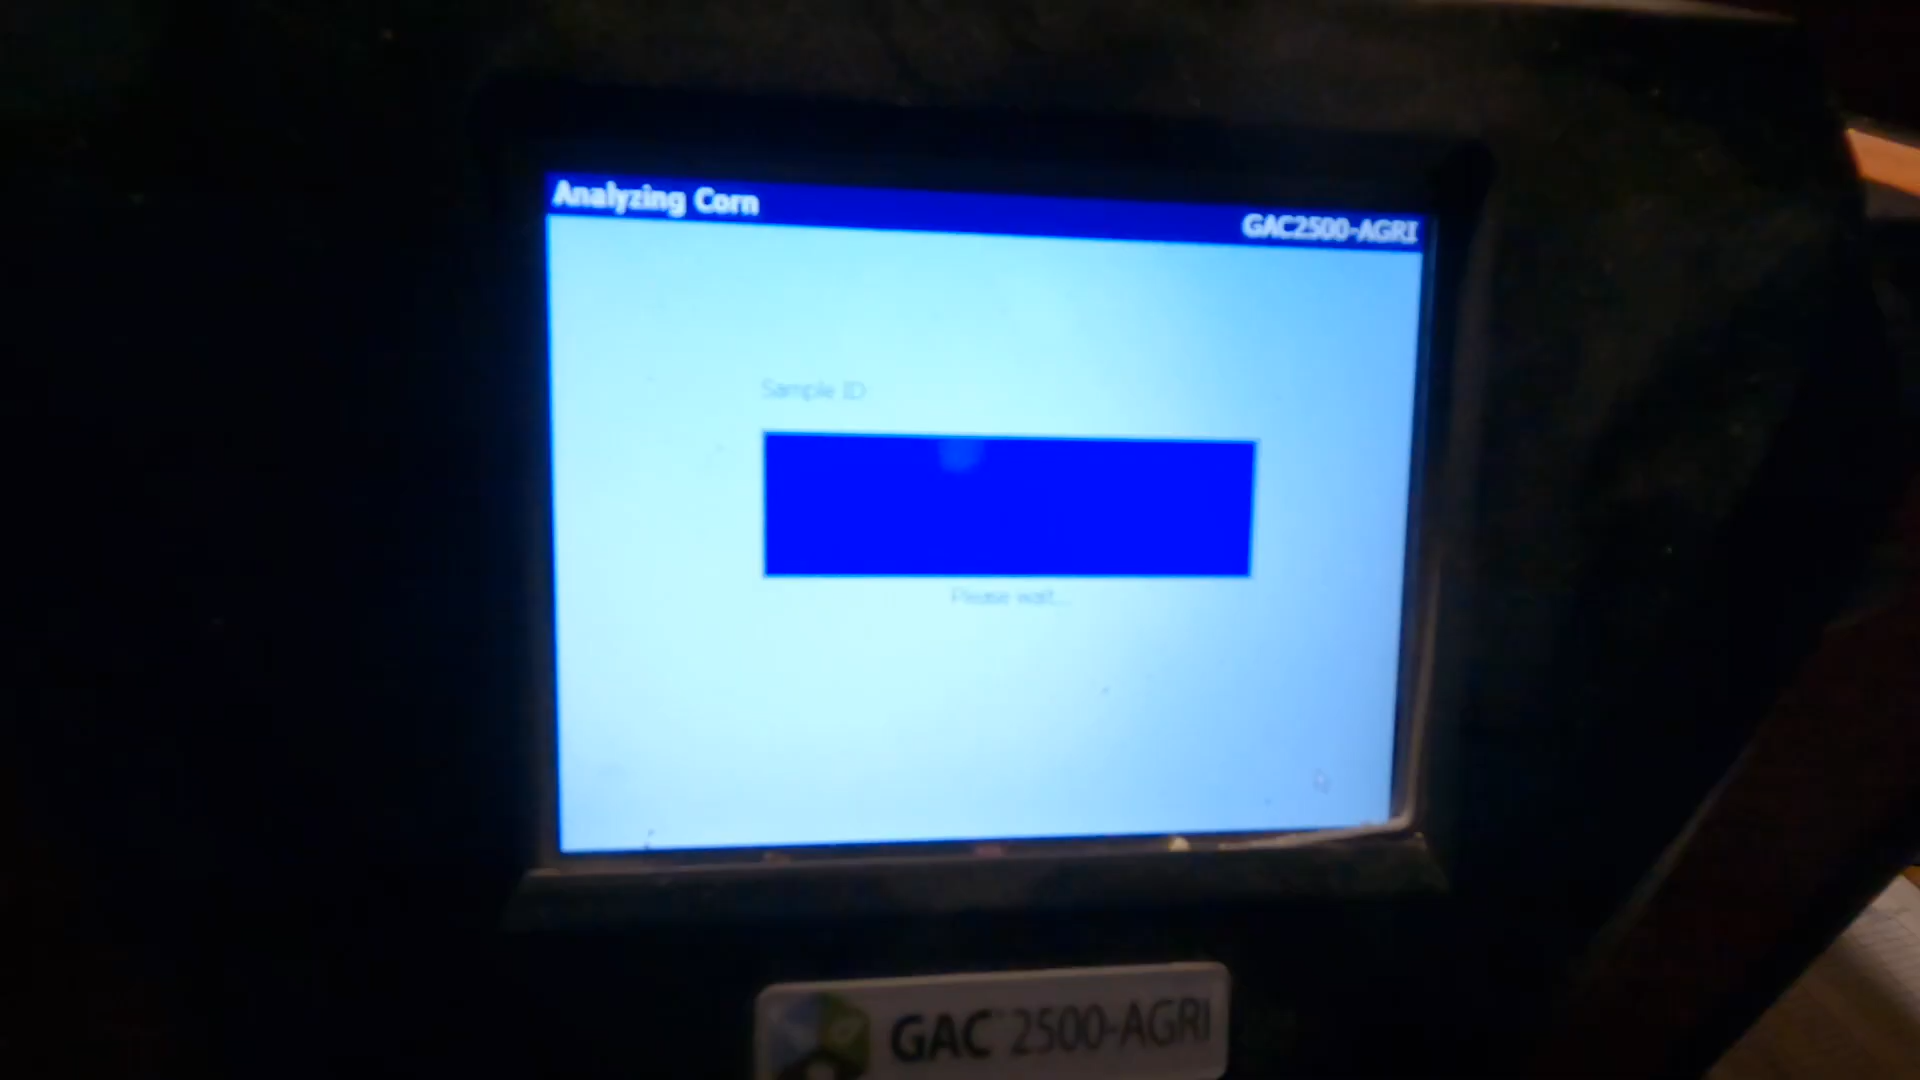 Analyzing Corn
GAC2500-AGRI
Sample ID
Please wait...
GAC 2500-AGRI